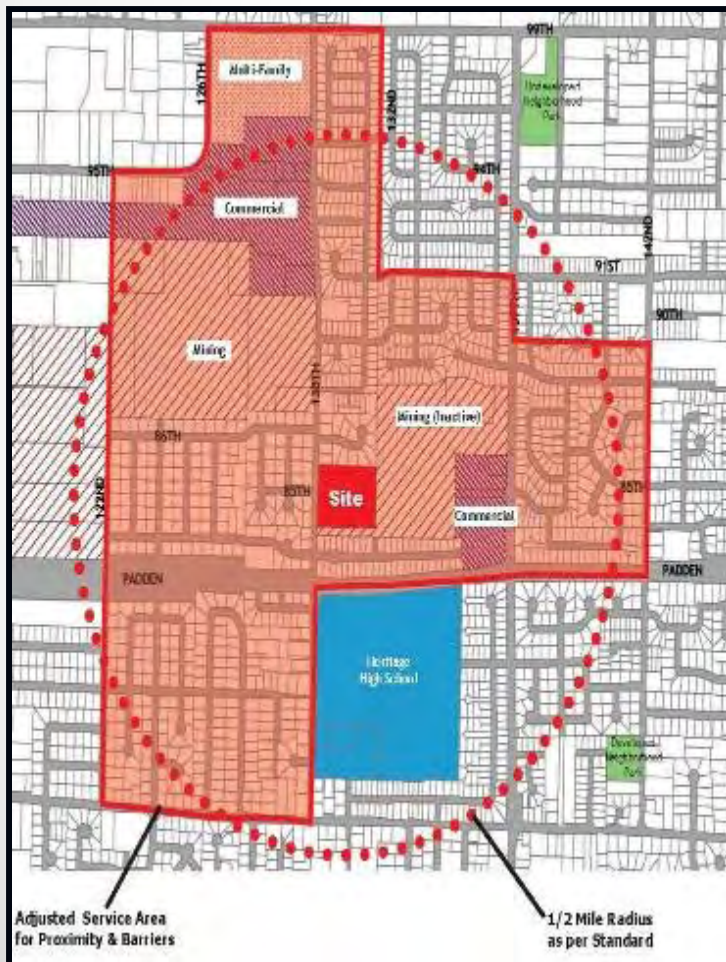 99TH
126TH
Multi-Family
132ND
Undeveloped
Neighborhood
Park
95TH
94TH
Commercial
142ND
91ST
90TH
Mining
Mining (Inactive)
86TH
85TH
Site
85TH
122ND
Commercial
PADDEN
PADDEN
Heritage
High School
Developed
Neighborhood
Park
Adjusted Service Area
for Proximity & Barriers
1/2 Mile Radius
as per Standard